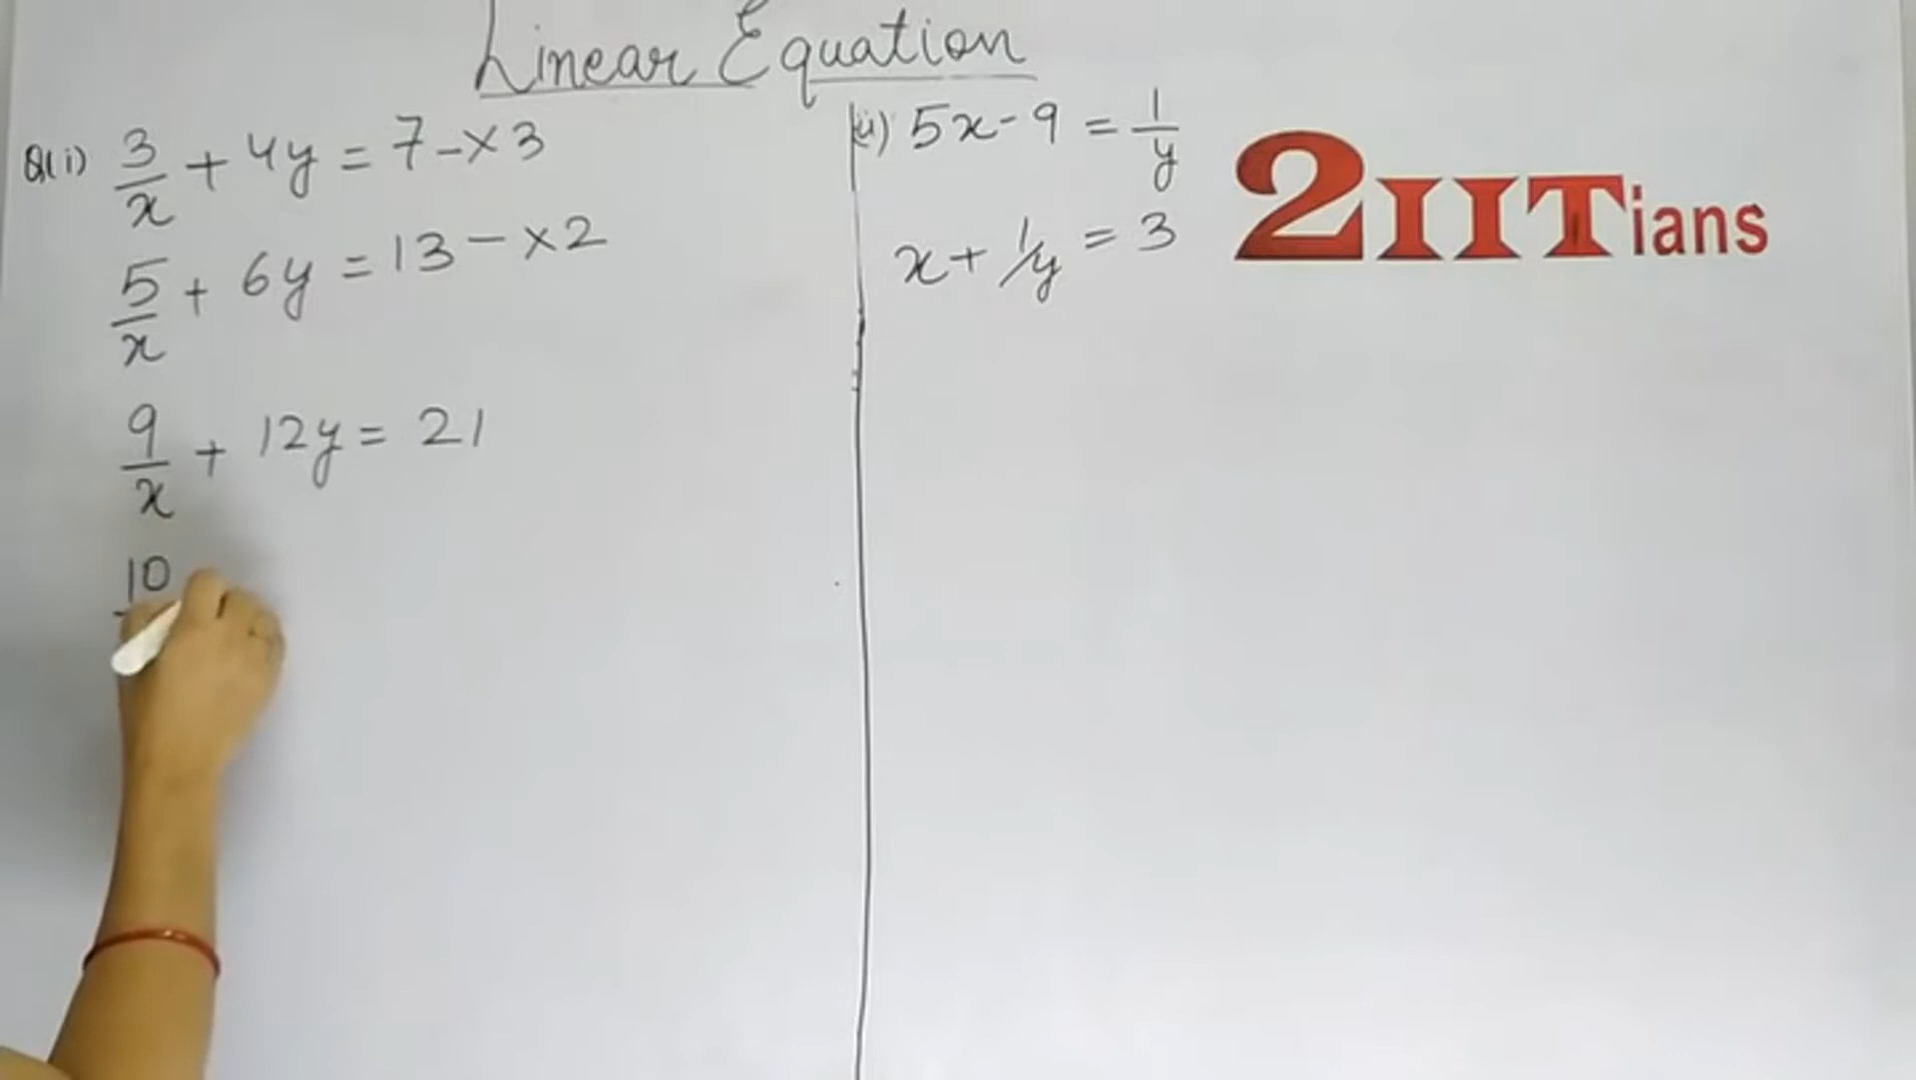 Linear Equation
Q(i) 3/x + 4y = 7 - ×3
5/x + 6y = 13 - ×2
9/x + 12y = 21
10
(ii) 5x - 9 = 1/y
x + 1/y = 3
2IITians